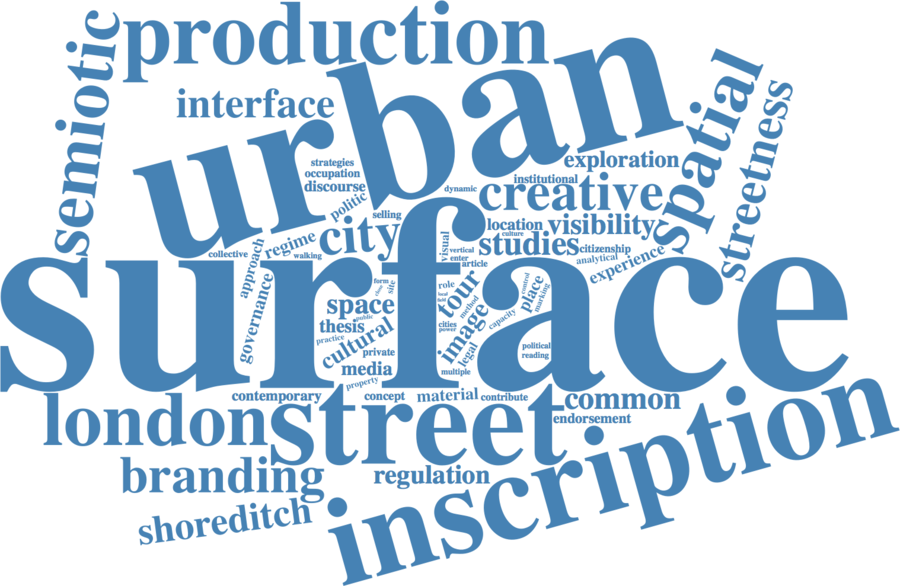 production
semiotic
interface
urban
spatial
streetness
strategies
occupation
discourse
exploration
institutional
dynamic
creative
politic
selling
location
visibility
culture
city
regime
walking
collective
approach
visual
vertical
enter
article
studies
citizenship
analytical
experience
surface
governance
form
site
space
public
thesis
practice
cultural
private
media
property
role
local
field
tour
method
cities
power
image
legal
multiple
capacity
place
control
marking
political
reading
contemporary
concept
material
contribute
common
endorsement
london
street
branding
regulation
inscription
shoreditch